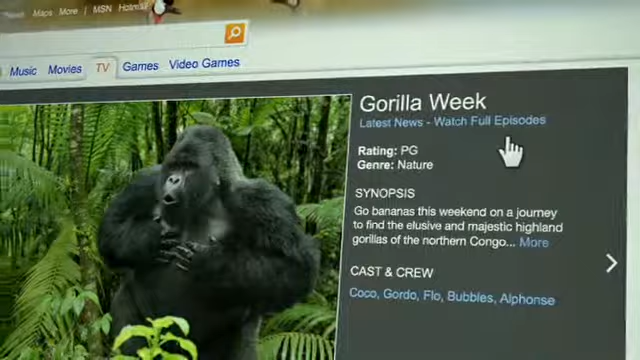 Maps More | MSN Hotmail
Music Movies TV Games Video Games
Gorilla Week
Latest News - Watch Full Episodes
Rating: PG
Genre: Nature
SYNOPSIS
Go bananas this weekend on a journey
to find the elusive and majestic highland
gorillas of the northern Congo... More
CAST & CREW
Coco, Gordo, Flo, Bubbles, Alphonse